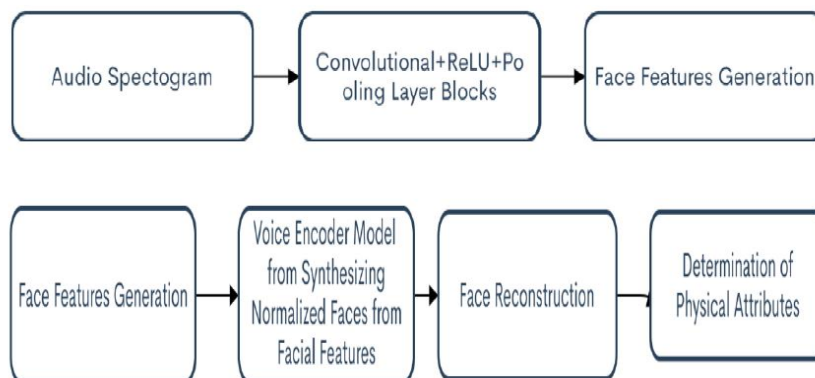 Audio Spectogram
Convolutional+ReLU+Po
oling Layer Blocks
Face Features Generation
Face Features Generation
Voice Encoder Model
from Synthesizing
Normalized Faces from
Facial Features
Face Reconstruction
Determination of
Physical Attributes